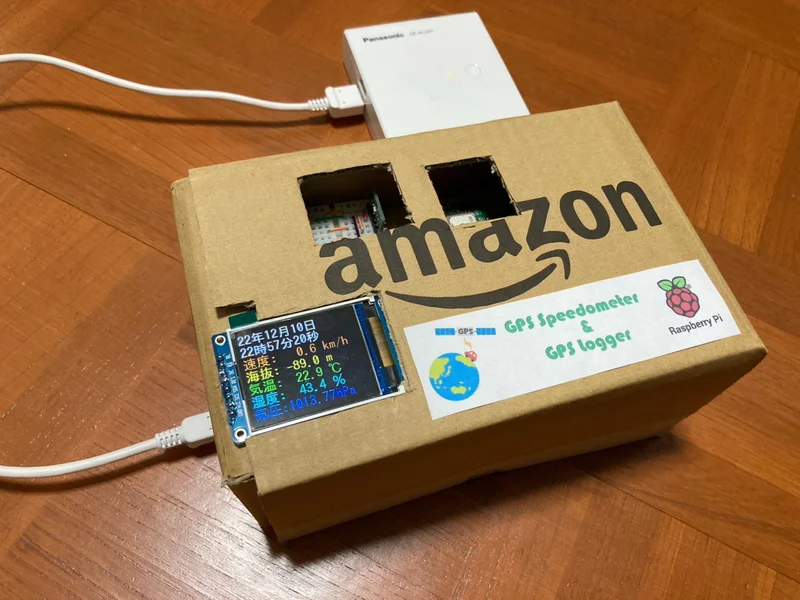 Panasonic
amazon
GPS
GPS Speedometer
&
GPS Logger
Raspberry Pi
22年12月10日
22時57分20秒
速度: 0.6 km/h
海抜: -89.0 m
気温: 22.9 ℃
湿度: 43.4 %
気圧:1013.77hPa